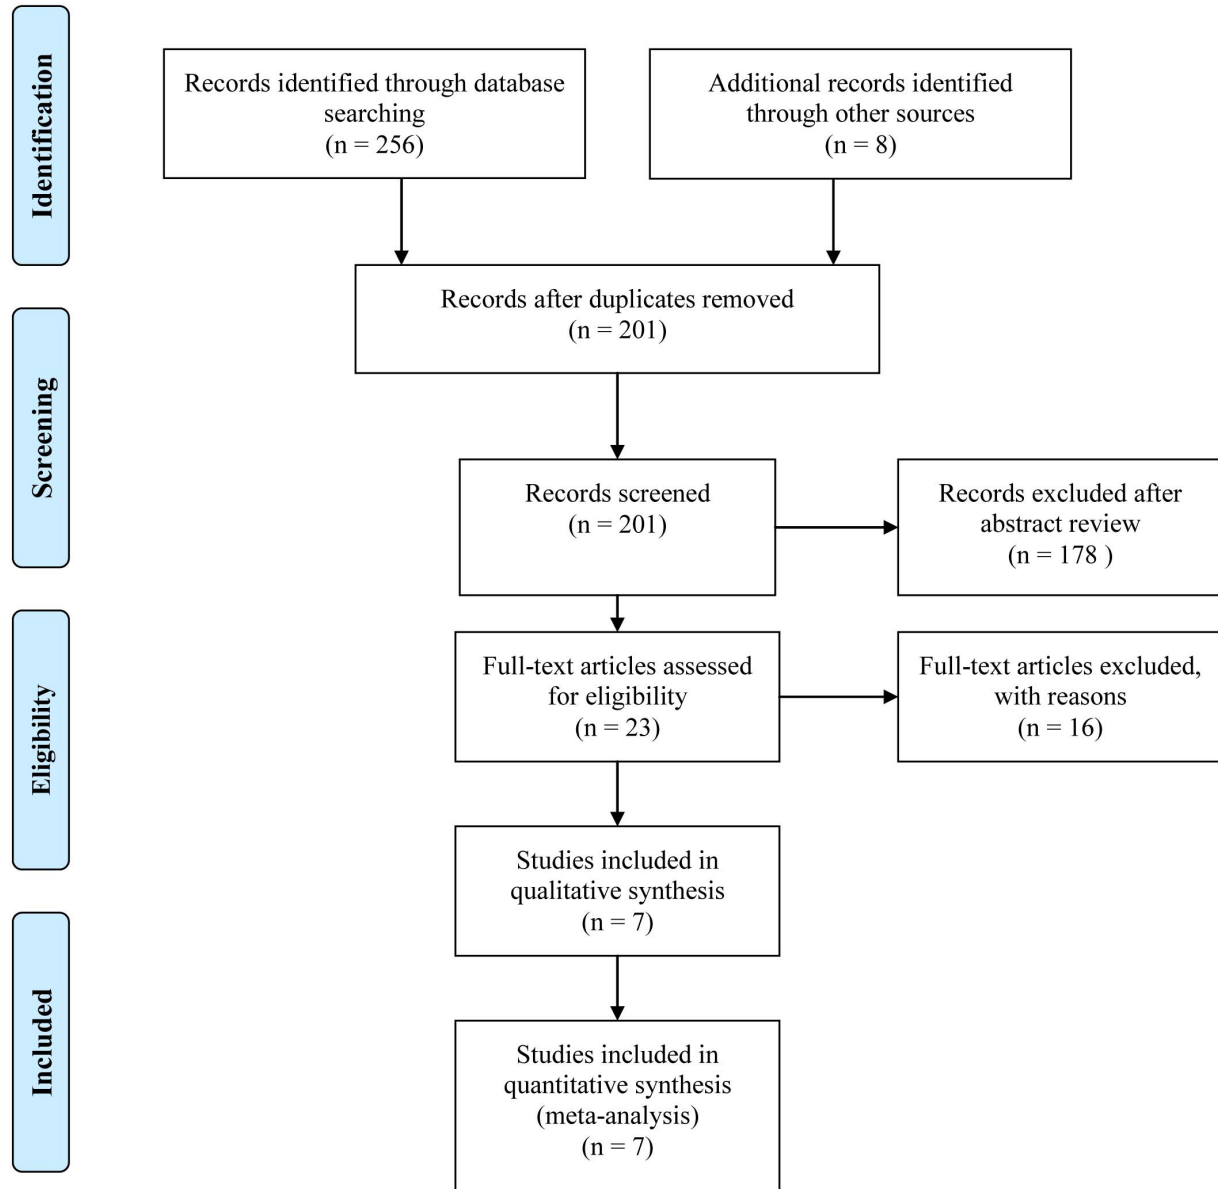 Identification
Records identified through database
searching
(n = 256)
Additional records identified
through other sources
(n = 8)
Records after duplicates removed
(n = 201)
Screening
Records screened
(n = 201)
Records excluded after
abstract review
(n = 178 )
Eligibility
Full-text articles assessed
for eligibility
(n = 23)
Full-text articles excluded,
with reasons
(n = 16)
Studies included in
qualitative synthesis
(n = 7)
Included
Studies included in
quantitative synthesis
(meta-analysis)
(n = 7)